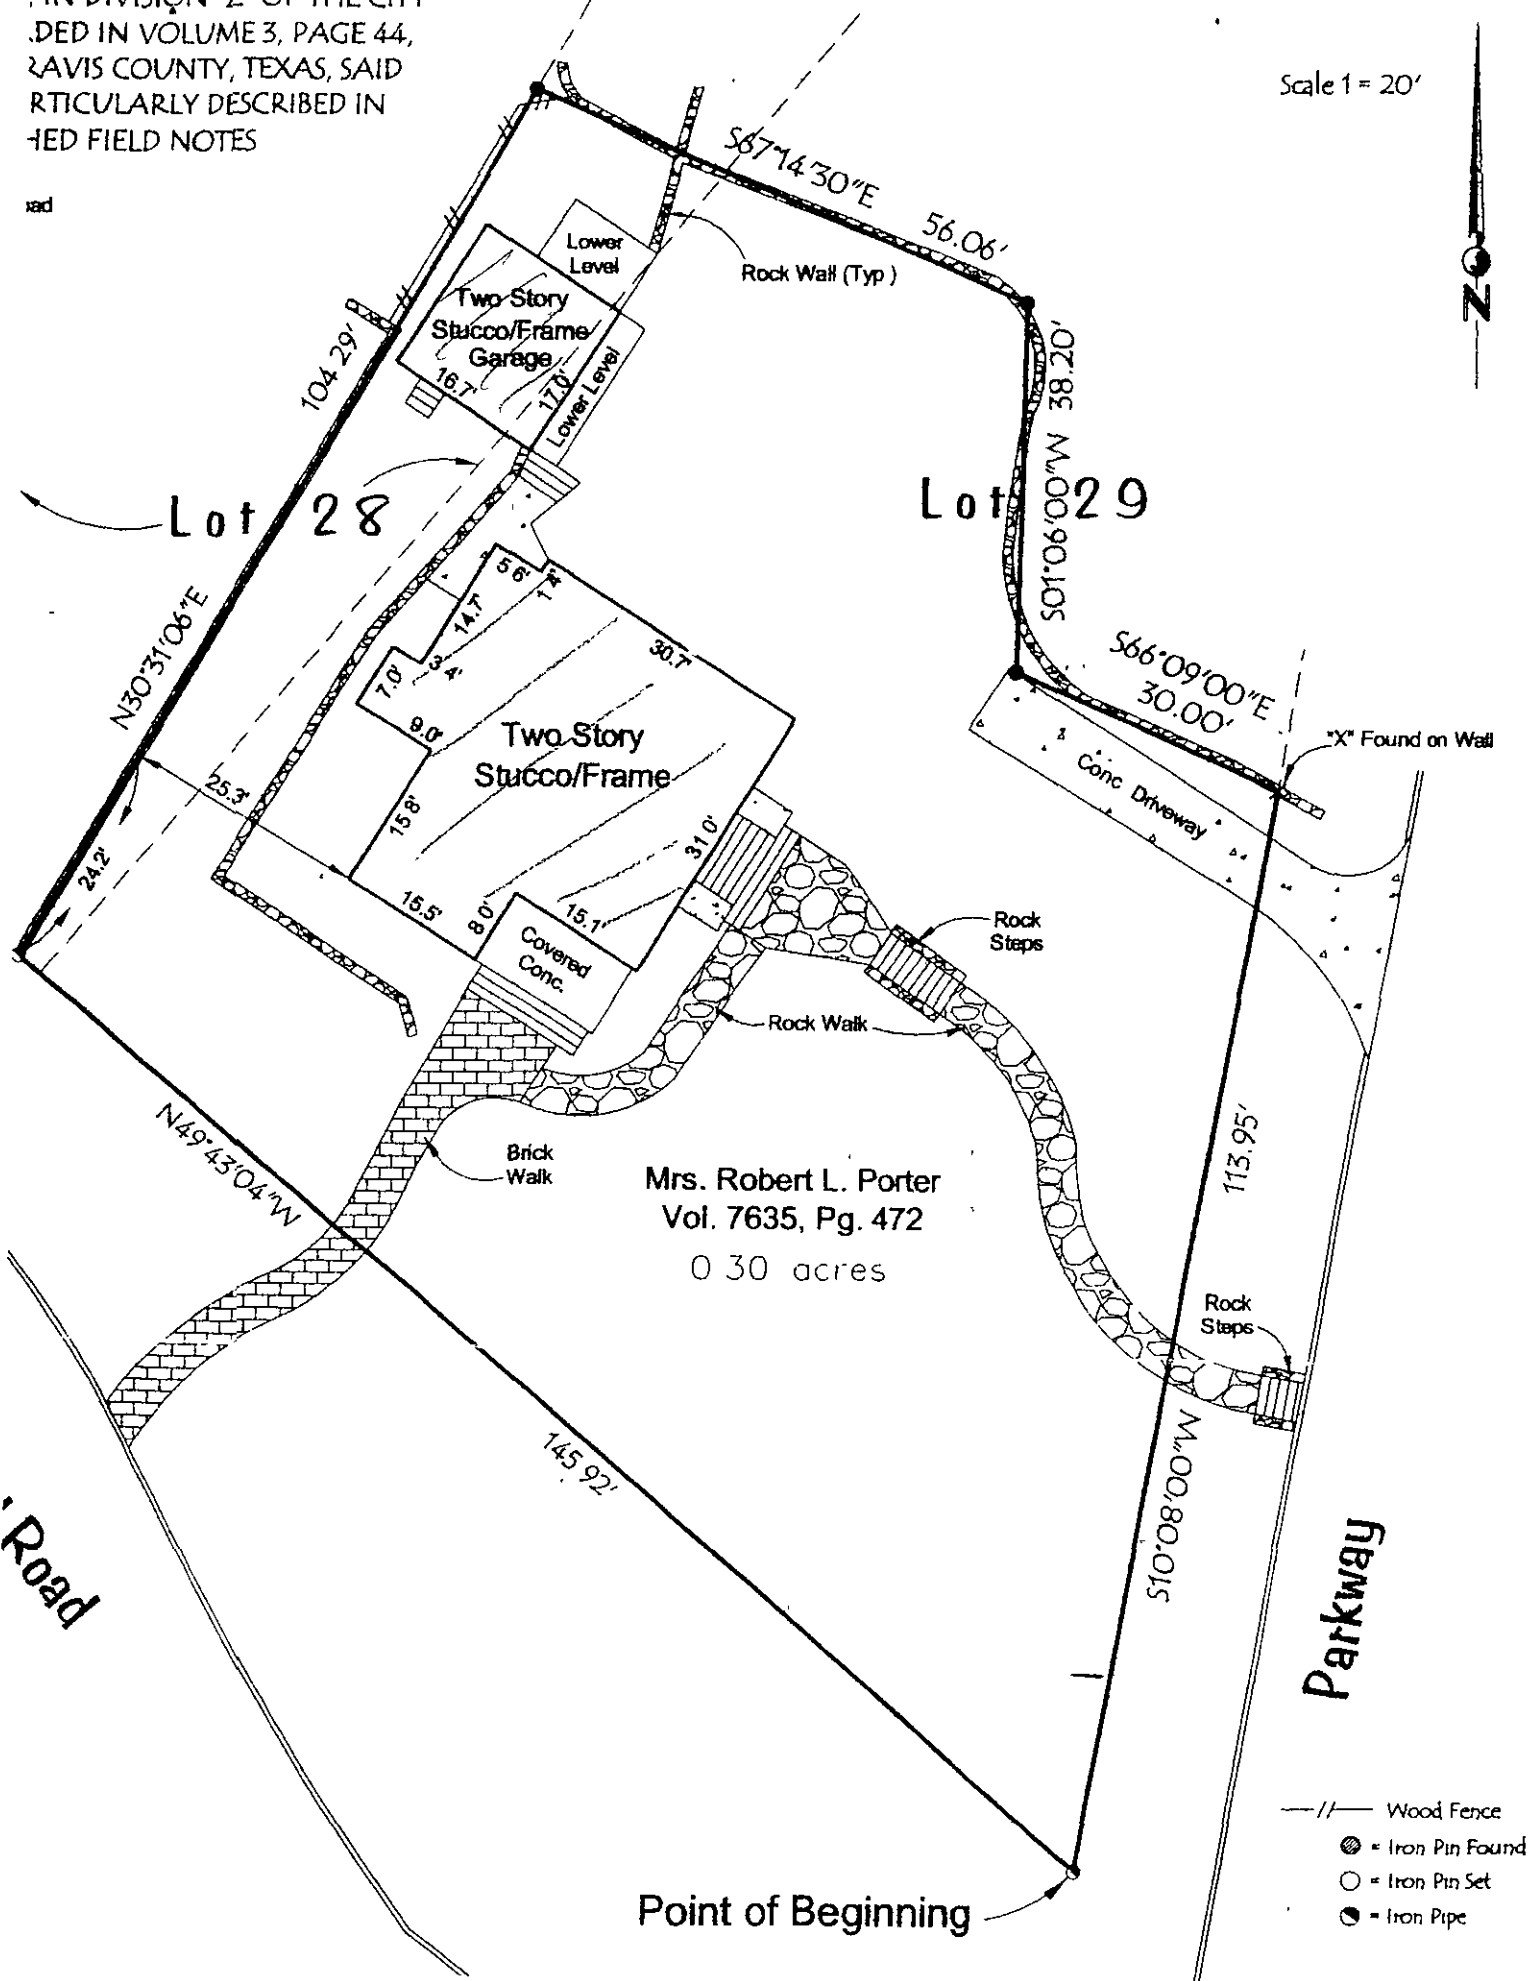 DIVISION 2 OF THE CITY
DED IN VOLUME 3, PAGE 44,
RAVIS COUNTY, TEXAS, SAID
RTICULARLY DESCRIBED IN
HED FIELD NOTES
Scale 1 = 20'
N
S67°14'30"E
56.06'
Lower
Level
Rock Wall (Typ)
Two Story
Stucco/Frame
Garage
16.7'
17.0'
Lower Level
104 29'
S01°06'00"W 38.20'
Lot 28
Lot 29
N30°31'06"E
5 6'
1 4'
14.7'
3'4'
7.0'
30.7'
9.0'
Two Story
Stucco/Frame
S66°09'00"E
30.00'
"X" Found on Wall
Conc Driveway
25.3'
15 8'
31 0'
24.2'
15.5'
8 0'
15.1'
Covered
Conc.
Rock
Steps
Rock Walk
N49°43'04"W
Brick
Walk
Mrs. Robert L. Porter
Vol. 7635, Pg. 472
0 30 acres
113.95'
Rock
Steps
145 92'
S10°08'00"W
Road
Parkway
Wood Fence
= Iron Pin Found
= Iron Pin Set
= Iron Pipe
Point of Beginning